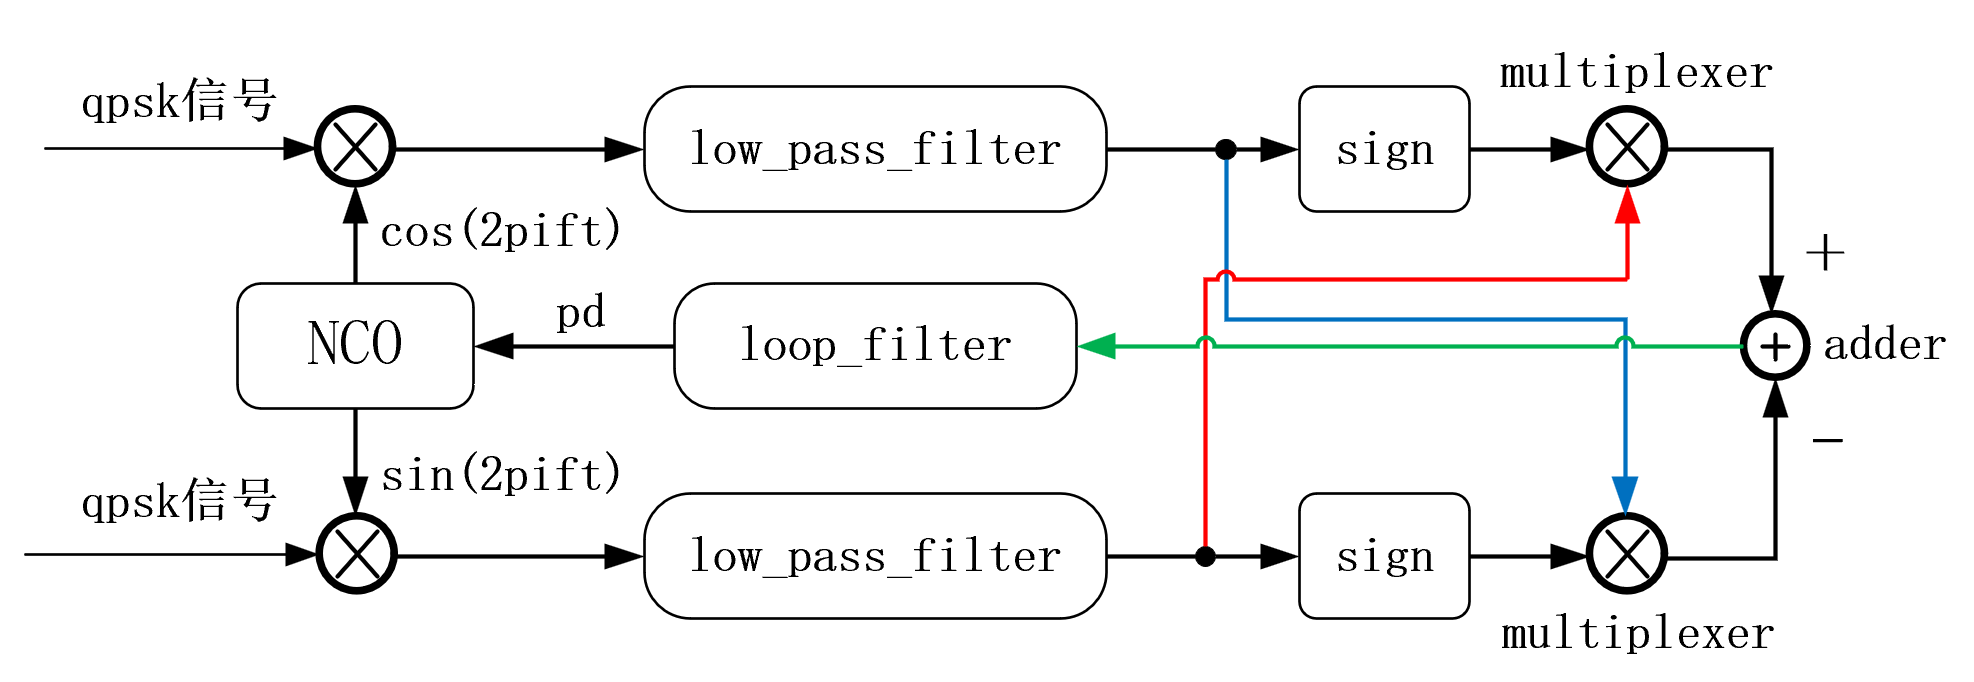 multiplexer
qpsk信号
low_pass_filter
sign
cos(2pift)
+
pd
NCO
loop_filter
+
adder
-
sin(2pift)
qpsk信号
low_pass_filter
sign
multiplexer